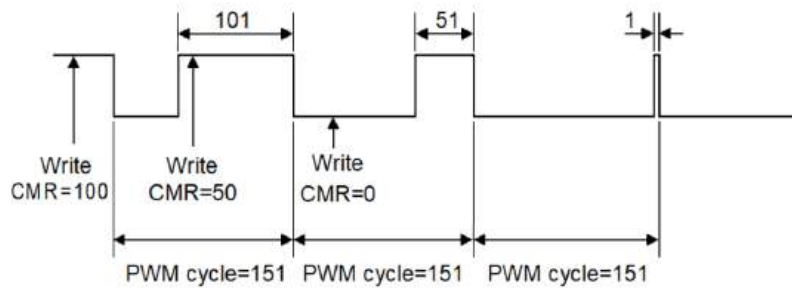 101
51
1
Write
CMR=100
Write
CMR=50
Write
CMR=0
PWM cycle=151
PWM cycle=151
PWM cycle=151